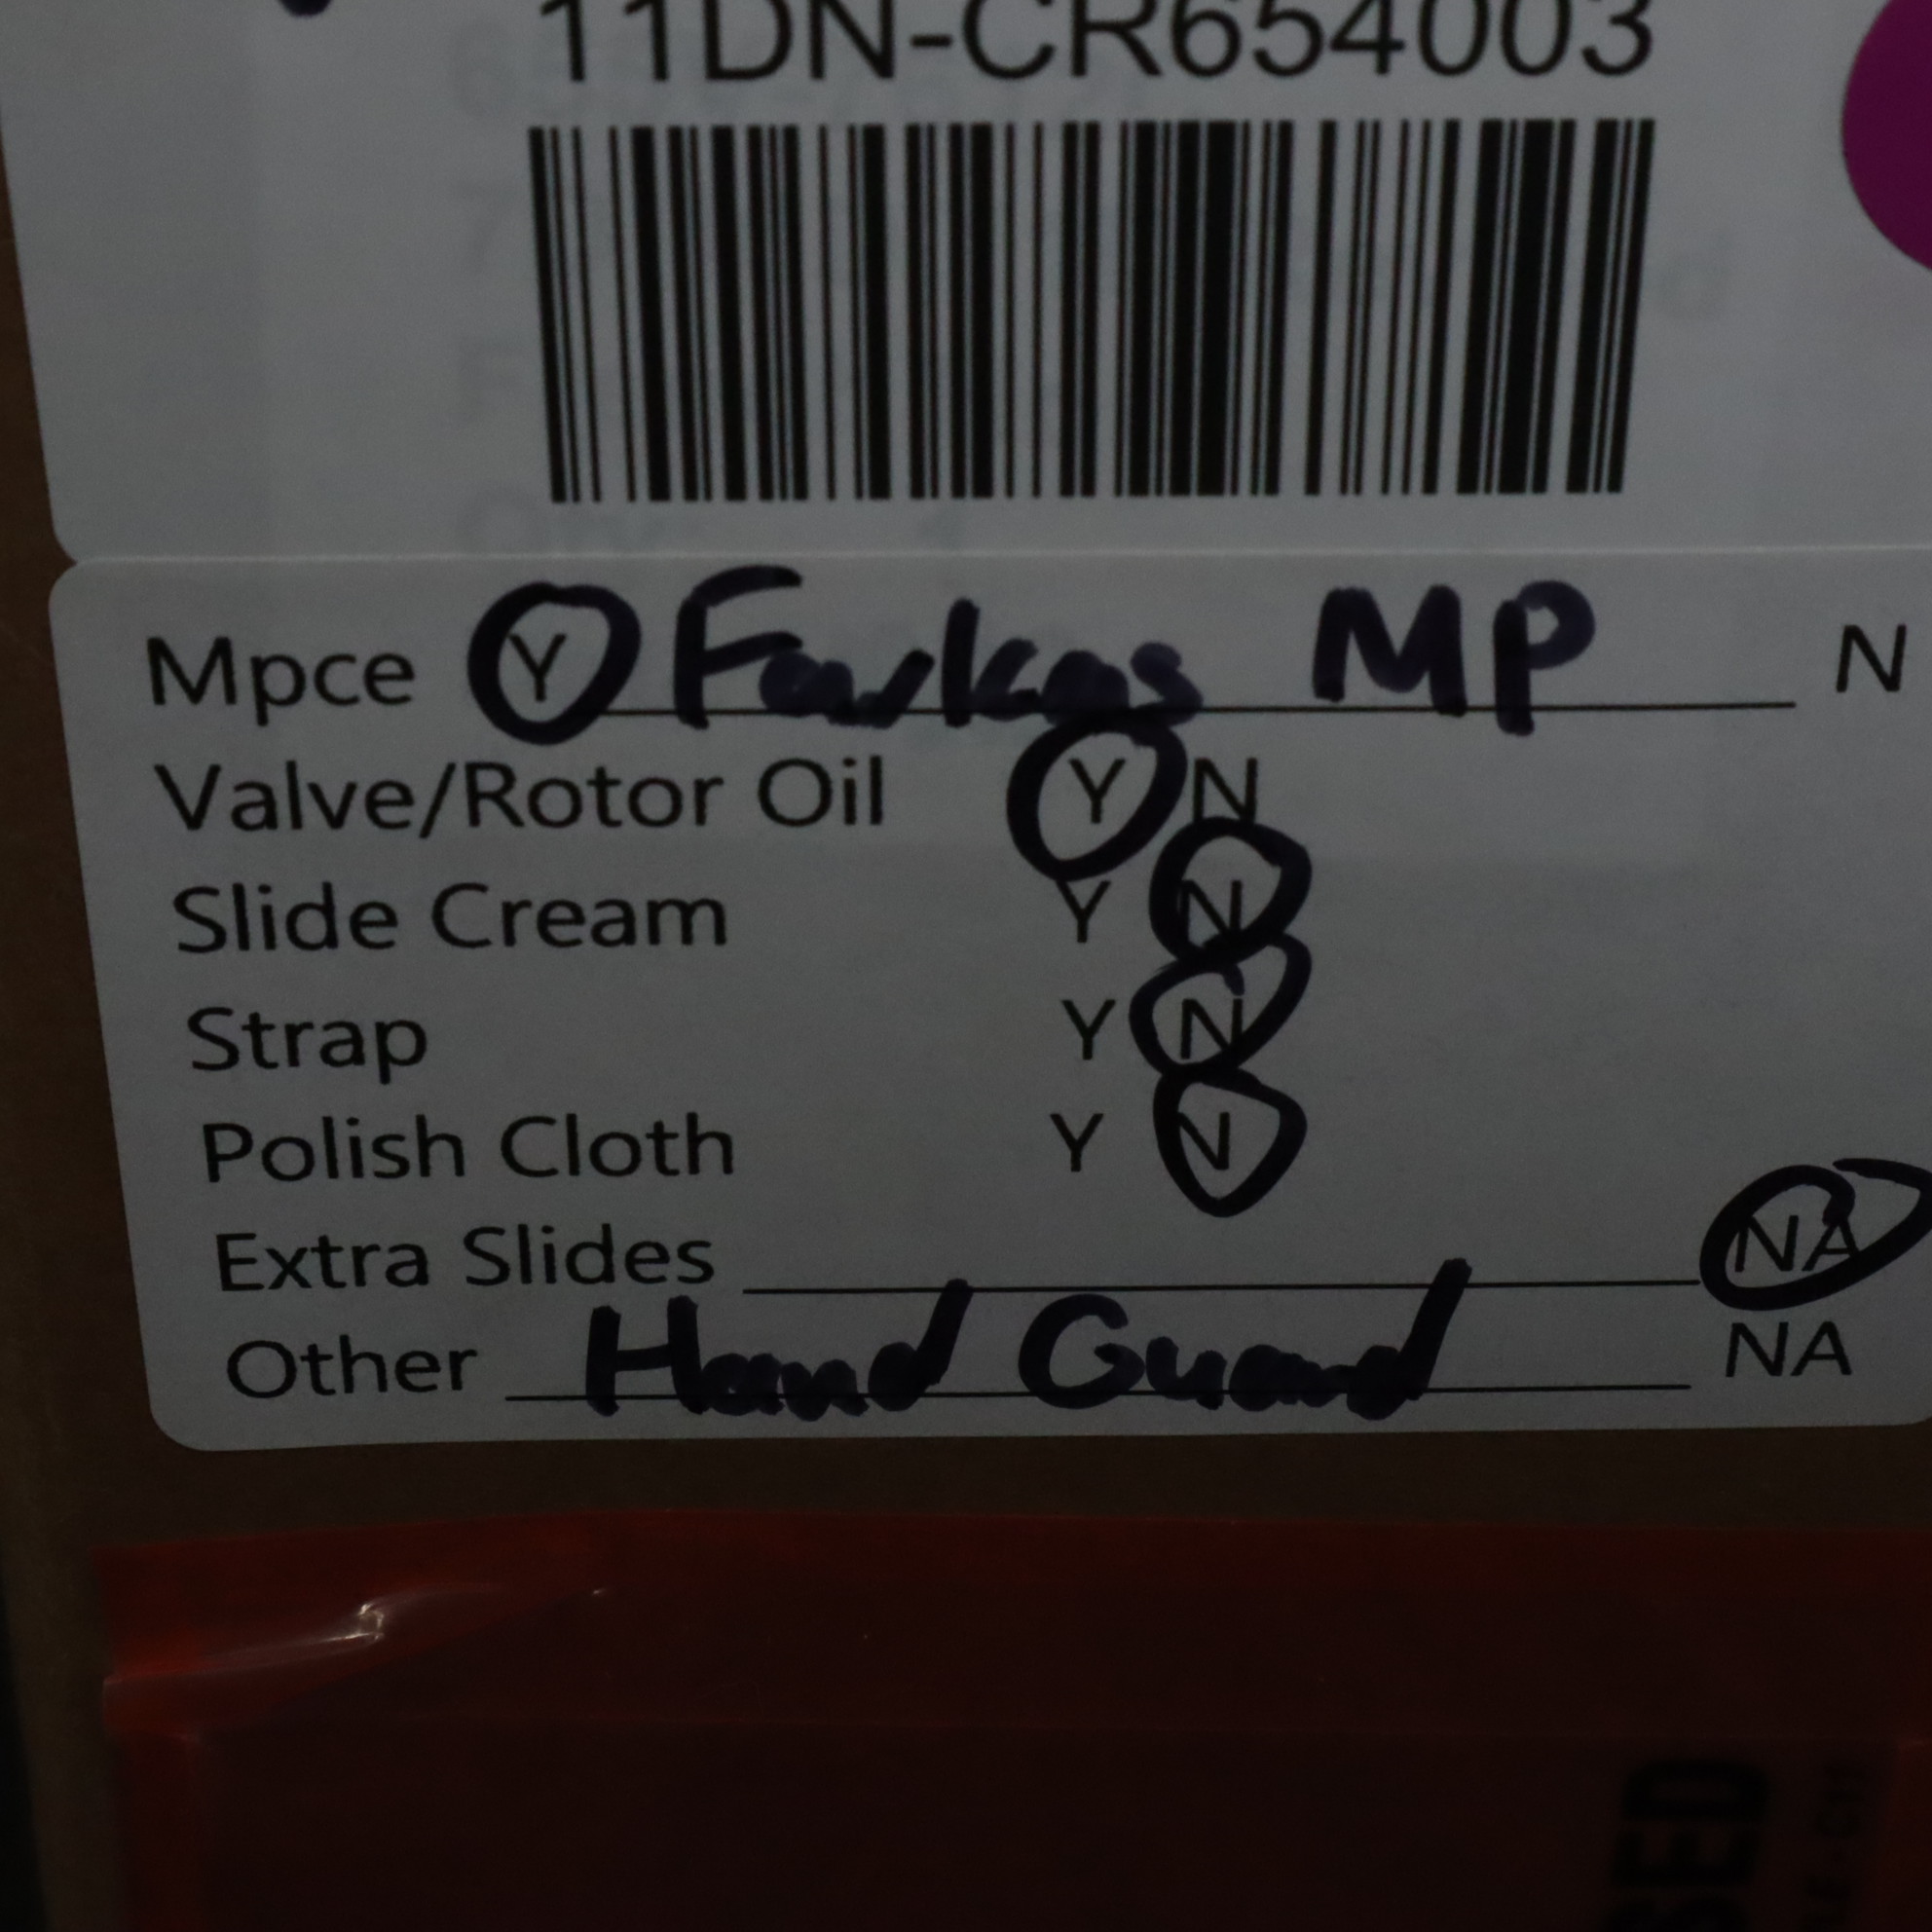 11DN-CR654003
Mpce Y Farkas MP N
Valve/Rotor Oil Y N
Slide Cream Y N
Strap Y N
Polish Cloth Y N
Extra Slides NA
Other Hand Guard NA